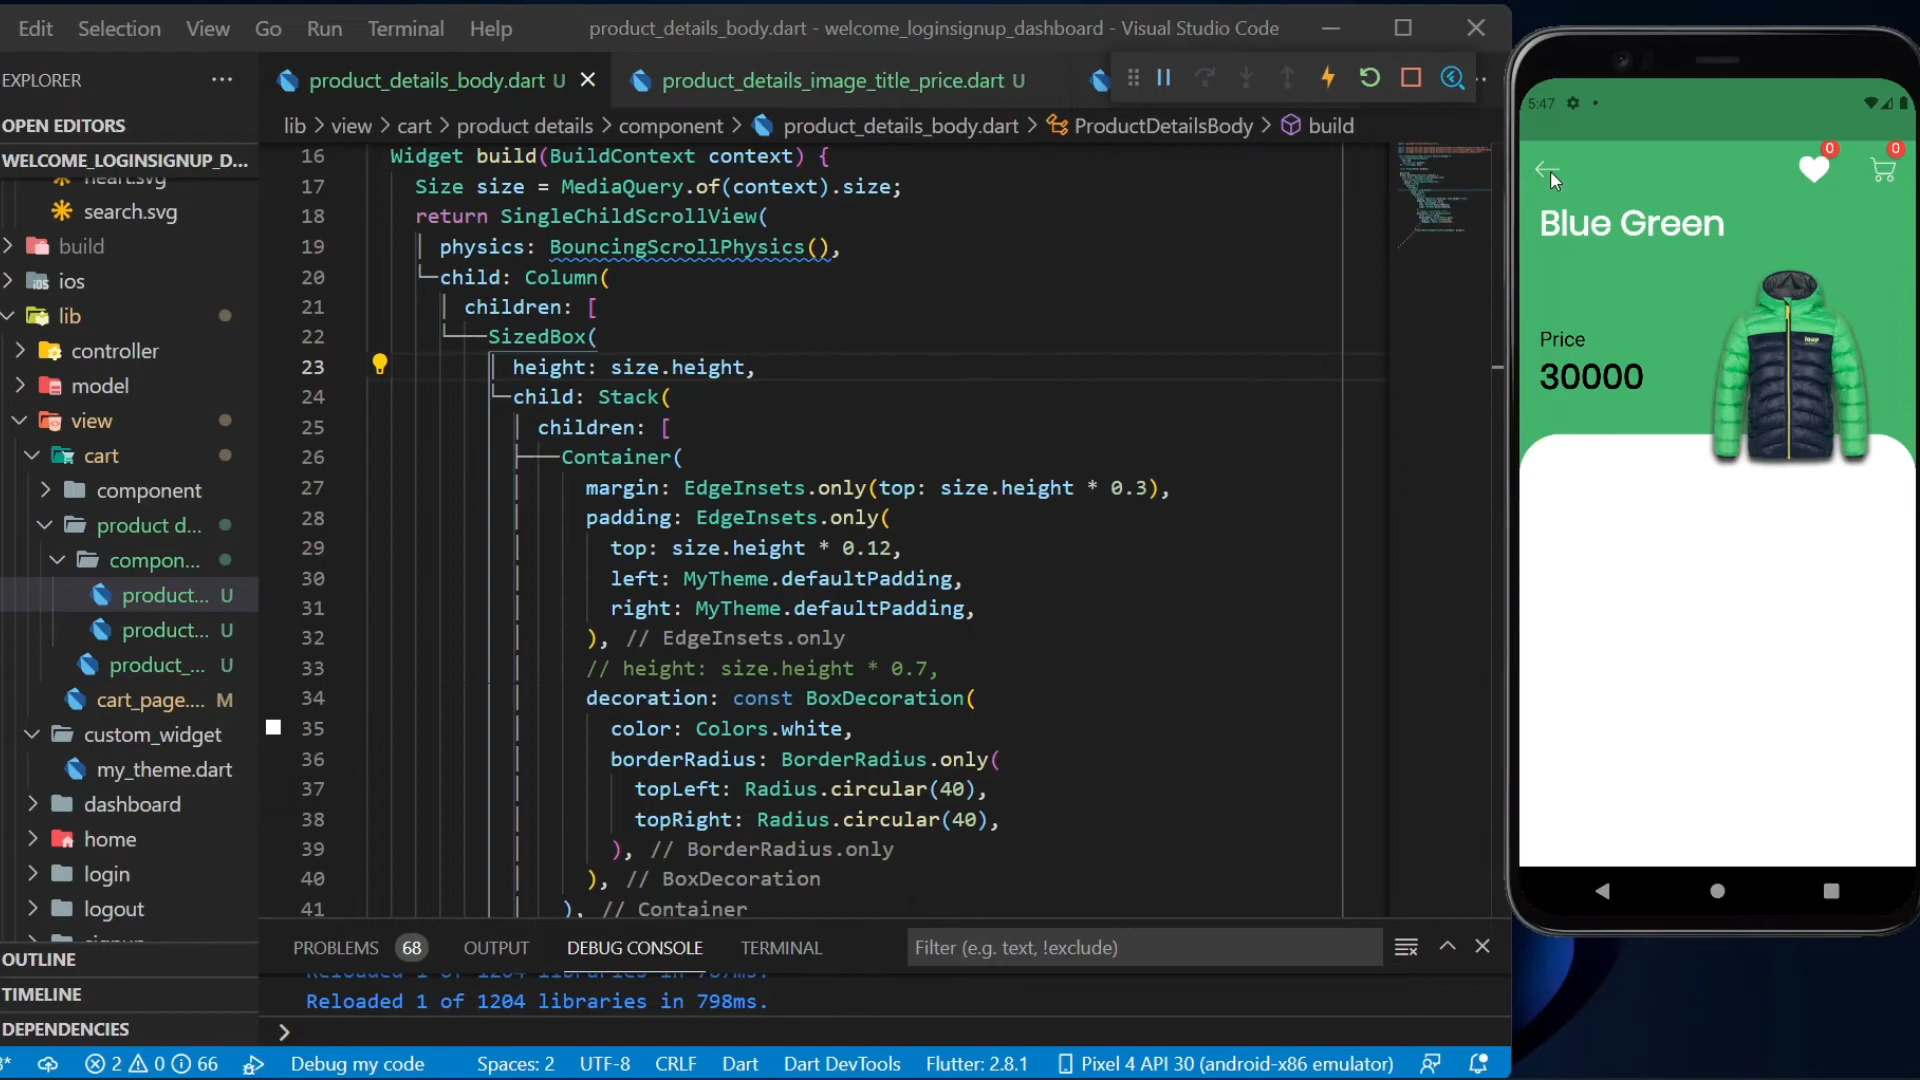 Edit Selection View Go Run Terminal Help
product_details_body.dart - welcome_loginsignup_dashboard - Visual Studio Code
EXPLORER
product_details_body.dart U
product_details_image_title_price.dart U
OPEN EDITORS
lib > view > cart > product details > component > product_details_body.dart > ProductDetailsBody > build
WELCOME_LOGINSIGNUP_D...
heart.svg
search.svg
build
ios
lib
controller
model
view
cart
component
product d...
compon...
product... U
product... U
product_... U
cart_page.... M
custom_widget
my_theme.dart
dashboard
home
login
logout
OUTLINE
TIMELINE
DEPENDENCIES
16 Widget build(BuildContext context) {
17 Size size = MediaQuery.of(context).size;
18 return SingleChildScrollView(
19 physics: BouncingScrollPhysics(),
20 child: Column(
21 children: [
22 SizedBox(
23 height: size.height,
24 child: Stack(
25 children: [
26 Container(
27 margin: EdgeInsets.only(top: size.height * 0.3),
28 padding: EdgeInsets.only(
29 top: size.height * 0.12,
30 left: MyTheme.defaultPadding,
31 right: MyTheme.defaultPadding,
32 ), // EdgeInsets.only
33 // height: size.height * 0.7,
34 decoration: const BoxDecoration(
35 color: Colors.white,
36 borderRadius: BorderRadius.only(
37 topLeft: Radius.circular(40),
38 topRight: Radius.circular(40),
39 ), // BorderRadius.only
40 ), // BoxDecoration
41 ), // Container
PROBLEMS 68 OUTPUT DEBUG CONSOLE TERMINAL
Filter (e.g. text, !exclude)
Reloaded 1 of 1204 libraries in 787ms.
Reloaded 1 of 1204 libraries in 798ms.
2 0 66 Debug my code Spaces: 2 UTF-8 CRLF Dart Dart DevTools Flutter: 2.8.1 Pixel 4 API 30 (android-x86 emulator)
5:47
0 0
Blue Green
Price
30000